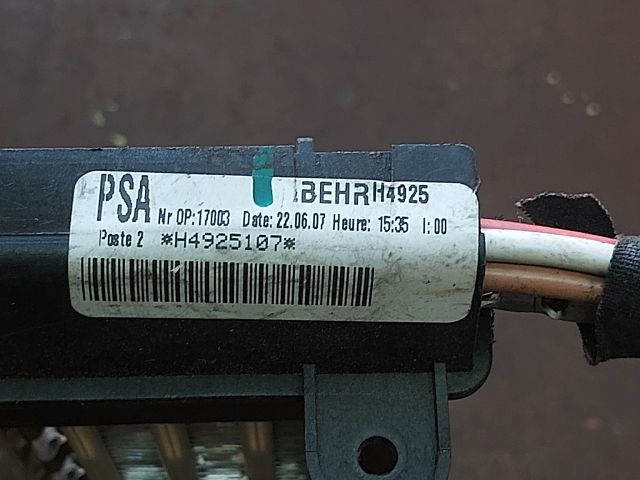 PSA BEHR H4925
Nr OP:17003 Date: 22.06.07 Heure: 15:35 I:00
Poste 2 *H4925107*